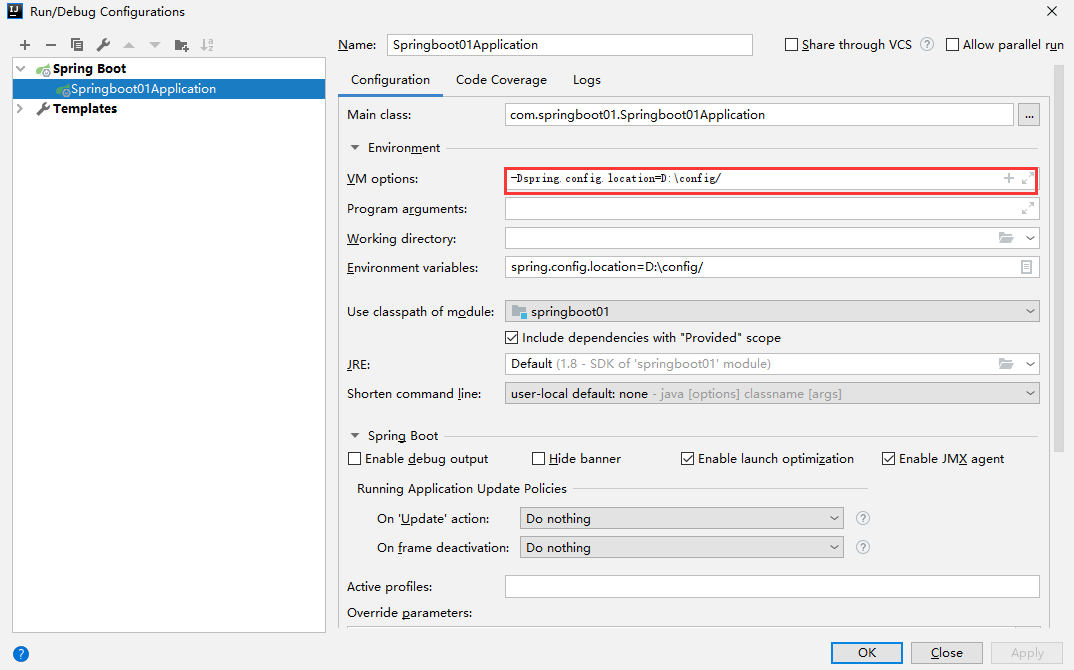 Run/Debug Configurations
Name: Springboot01Application
Share through VCS ? Allow parallel run
Spring Boot
Springboot01Application
Templates
Configuration Code Coverage Logs
Main class: com.springboot01.Springboot01Application ...
Environment
VM options: -Dspring.config.location=D:\config/
Program arguments:
Working directory:
Environment variables: spring.config.location=D:\config/
Use classpath of module: springboot01
Include dependencies with "Provided" scope
JRE: Default (1.8 - SDK of 'springboot01' module)
Shorten command line: user-local default: none - java [options] classname [args]
Spring Boot
Enable debug output Hide banner Enable launch optimization Enable JMX agent
Running Application Update Policies
On 'Update' action: Do nothing ?
On frame deactivation: Do nothing ?
Active profiles:
Override parameters:
? OK Close Apply